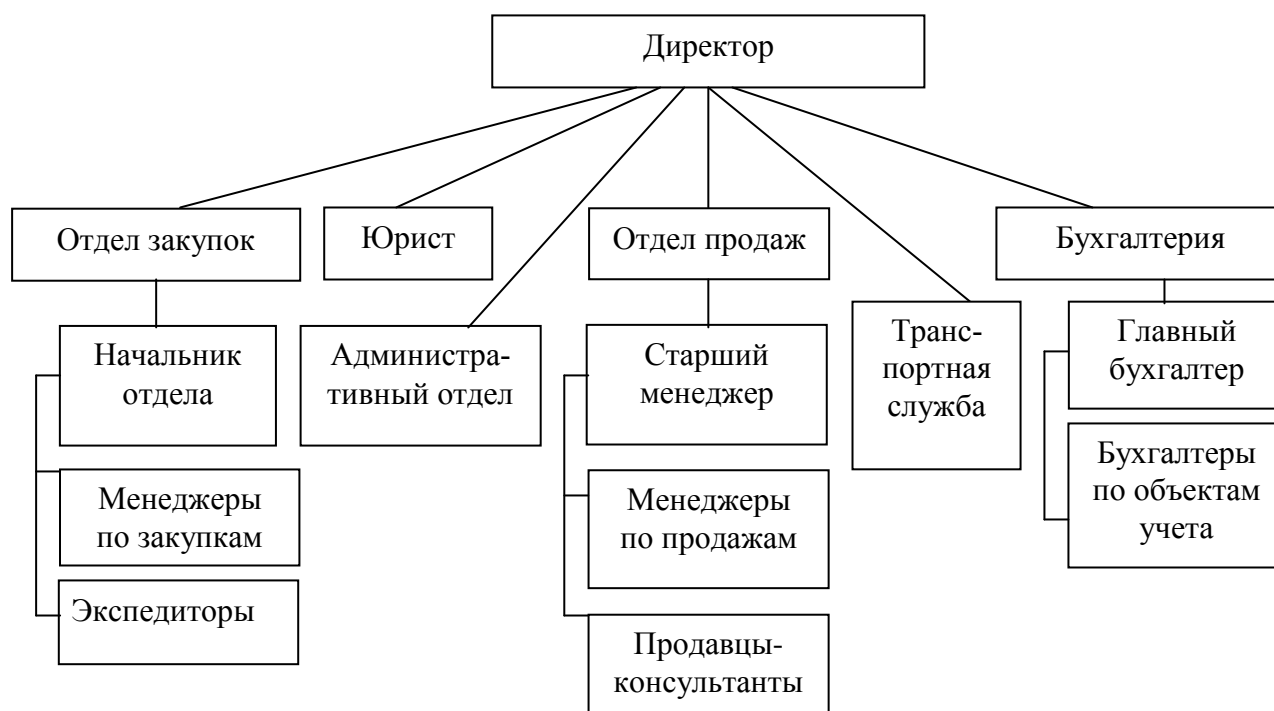 Директор
Отдел закупок
Юрист
Отдел продаж
Бухгалтерия
Начальник
отдела
Администра-
тивный отдел
Старший
менеджер
Транс-
портная
служба
Главный
бухгалтер
Менеджеры
по закупкам
Менеджеры
по продажам
Бухгалтеры
по объектам
учета
Экспедиторы
Продавцы-
консультанты